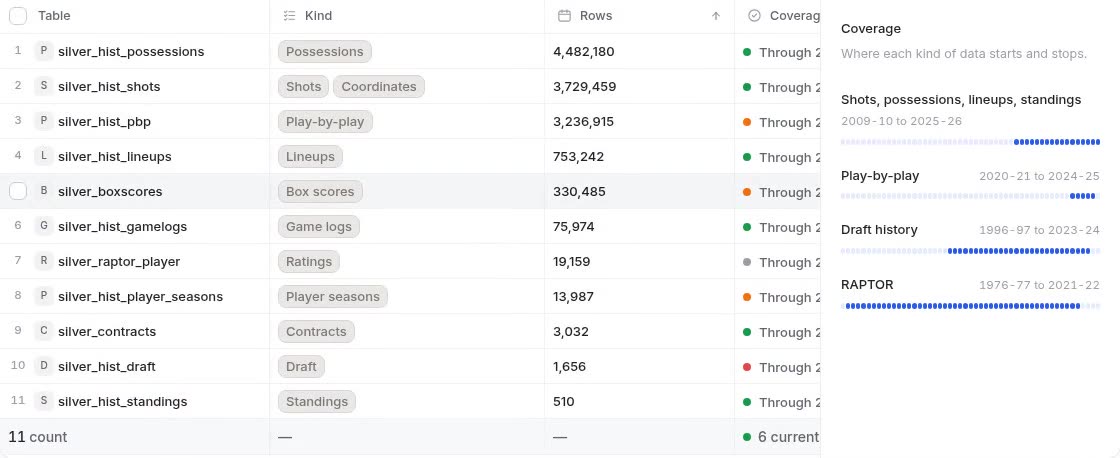 Table Kind Rows Coverag
1 P silver_hist_possessions Possessions 4,482,180 Through 2
2 S silver_hist_shots Shots Coordinates 3,729,459 Through 2
3 P silver_hist_pbp Play-by-play 3,236,915 Through 2
4 L silver_hist_lineups Lineups 753,242 Through 2
B silver_boxscores Box scores 330,485 Through 2
6 G silver_hist_gamelogs Game logs 75,974 Through 2
7 R silver_raptor_player Ratings 19,159 Through 2
8 P silver_hist_player_seasons Player seasons 13,987 Through 2
9 C silver_contracts Contracts 3,032 Through 2
10 D silver_hist_draft Draft 1,656 Through 2
11 S silver_hist_standings Standings 510 Through 2
11 count — — 6 current
Coverage
Where each kind of data starts and stops.
Shots, possessions, lineups, standings
2009-10 to 2025-26
Play-by-play 2020-21 to 2024-25
Draft history 1996-97 to 2023-24
RAPTOR 1976-77 to 2021-22